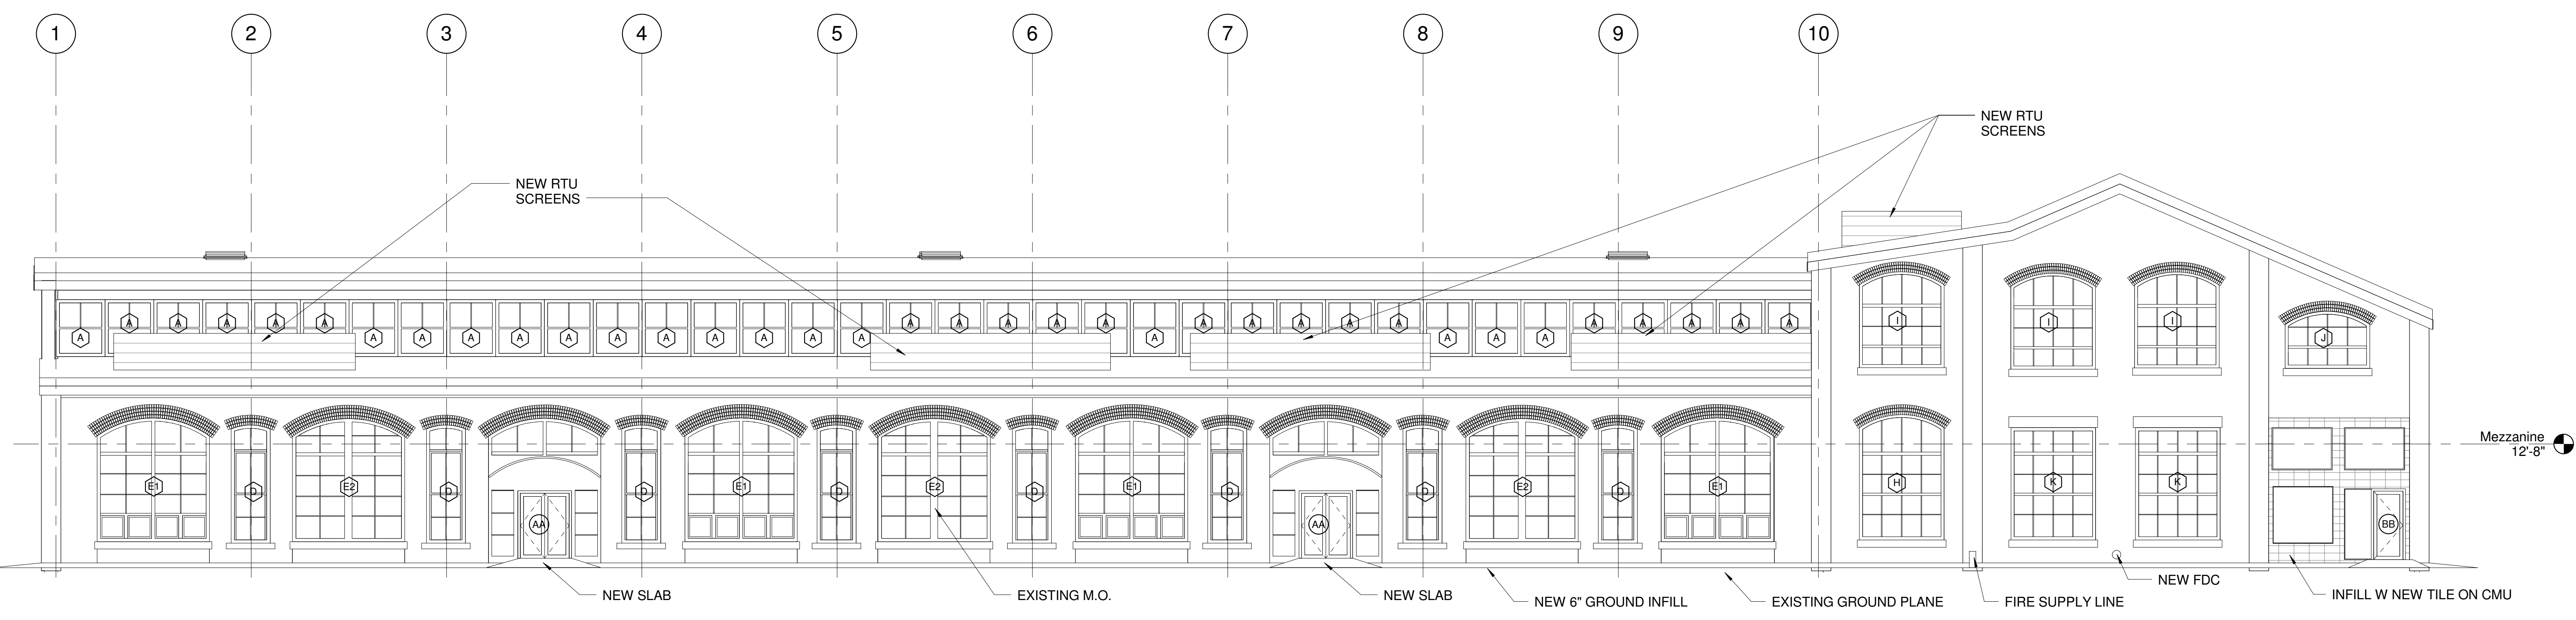 1 2 3 4 5 6 7 8 9 10
NEW RTU
SCREENS
NEW RTU
SCREENS
A A A A A A A A A A A A A A A A A A A A I I I
A A A A A A A A A A A A A A A A J
Mezzanine
12'-8"
E1 D E2 D D E1 D E2 D E1 D D E2 D E1 H K K
AA AA BB
NEW SLAB
EXISTING M.O.
NEW SLAB
NEW 6" GROUND INFILL
EXISTING GROUND PLANE
FIRE SUPPLY LINE
NEW FDC
INFILL W NEW TILE ON CMU